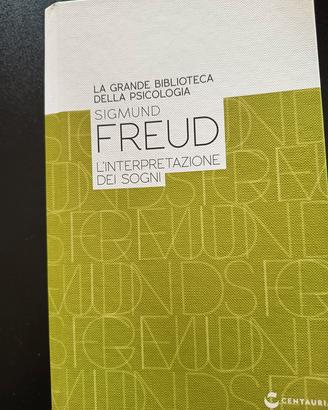 LA GRANDE BIBLIOTECA
DELLA PSICOLOGIA
SIGMUND
FREUD
L'INTERPRETAZIONE
DEI SOGNI
CENTAURIA